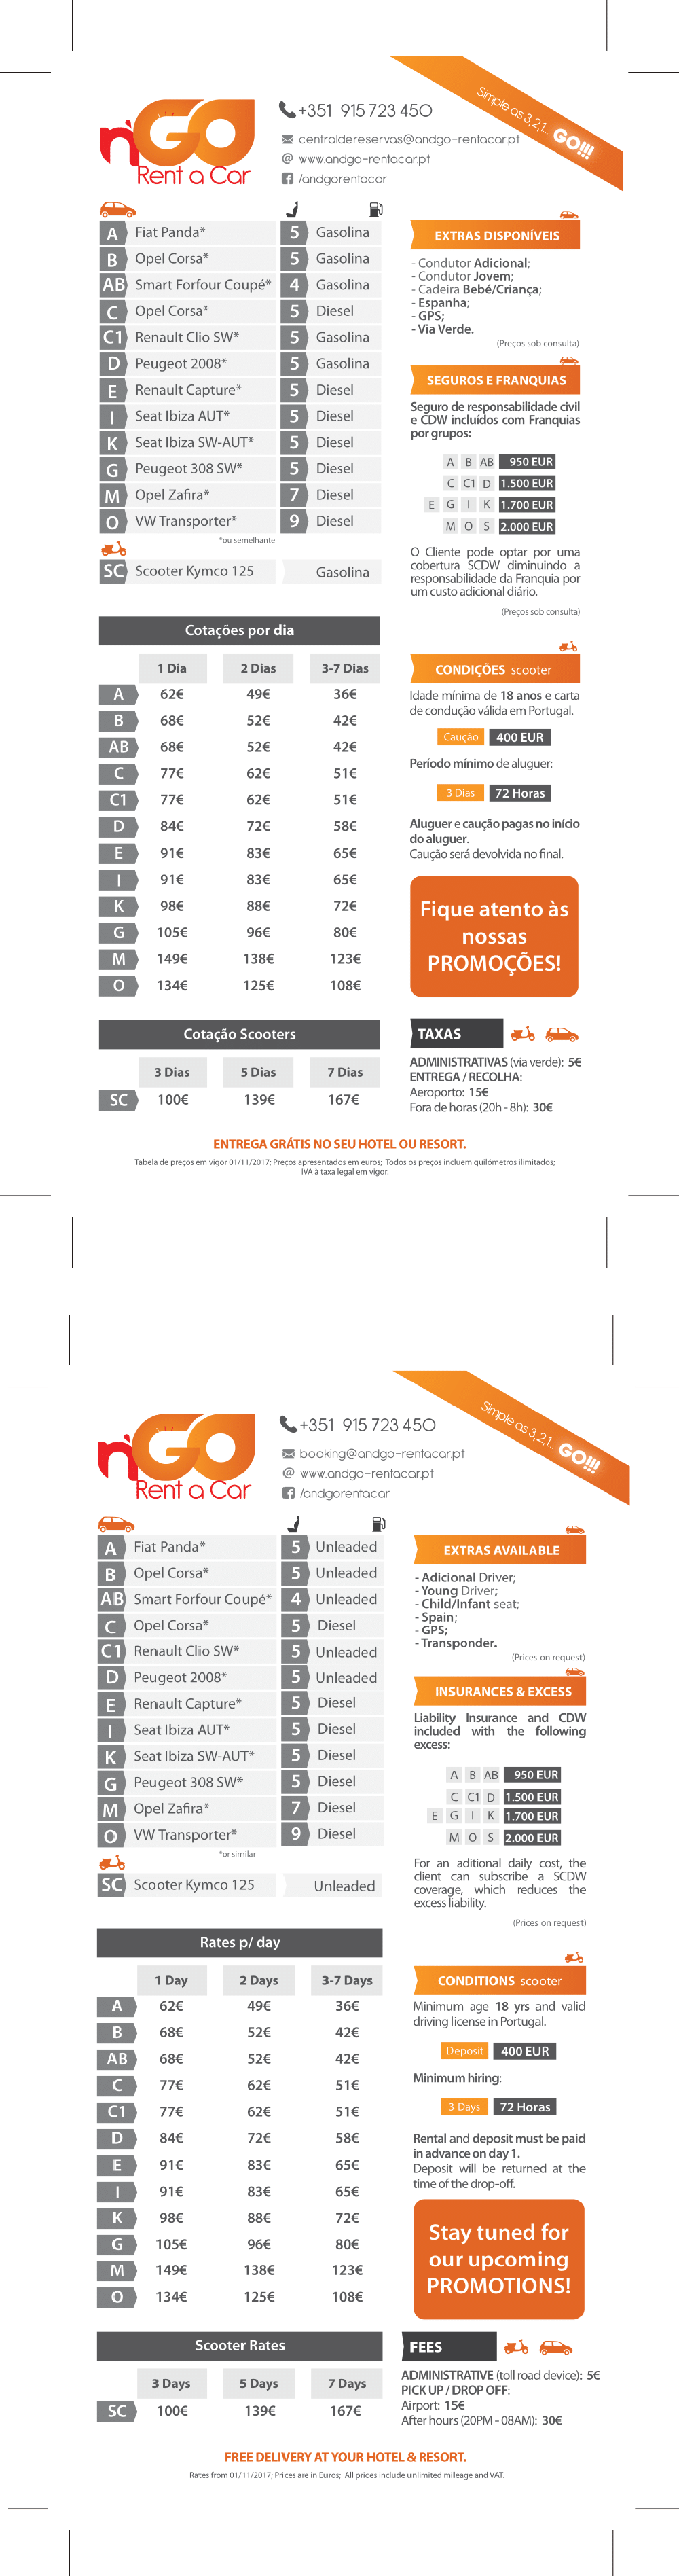 +351 915 723 450
Simple as 3,2,1... GO!!!
n'GO
Rent a Car
centraldereservas@andgo-rentacar.pt
@ www.andgo-rentacar.pt
/andgorentacar
A Fiat Panda* 5 Gasolina
B Opel Corsa* 5 Gasolina
AB Smart Forfour Coupé* 4 Gasolina
C Opel Corsa* 5 Diesel
C1 Renault Clio SW* 5 Gasolina
D Peugeot 2008* 5 Gasolina
E Renault Capture* 5 Diesel
I Seat Ibiza AUT* 5 Diesel
K Seat Ibiza SW-AUT* 5 Diesel
G Peugeot 308 SW* 5 Diesel
M Opel Zafira* 7 Diesel
O VW Transporter* 9 Diesel
*ou semelhante
SC Scooter Kymco 125 Gasolina
EXTRAS DISPONÍVEIS
- Condutor Adicional;
- Condutor Jovem;
- Cadeira Bebé/Criança;
- Espanha;
- GPS;
- Via Verde.
(Preços sob consulta)
SEGUROS E FRANQUIAS
Seguro de responsabilidade civil
e CDW incluídos com Franquias
por grupos:
A B AB 950 EUR
C C1 D 1.500 EUR
E G I K 1.700 EUR
M O S 2.000 EUR
O Cliente pode optar por uma
cobertura SCDW diminuindo a
responsabilidade da Franquia por
um custo adicional diário.
(Preços sob consulta)
Cotações por dia
1 Dia 2 Dias 3-7 Dias
A 62€ 49€ 36€
B 68€ 52€ 42€
AB 68€ 52€ 42€
C 77€ 62€ 51€
C1 77€ 62€ 51€
D 84€ 72€ 58€
E 91€ 83€ 65€
I 91€ 83€ 65€
K 98€ 88€ 72€
G 105€ 96€ 80€
M 149€ 138€ 123€
O 134€ 125€ 108€
CONDIÇÕES scooter
Idade mínima de 18 anos e carta
de condução válida em Portugal.
Caução 400 EUR
Período mínimo de aluguer:
3 Dias 72 Horas
Aluguer e caução pagas no início
do aluguer.
Caução será devolvida no final.
Fique atento às
nossas
PROMOÇÕES!
Cotação Scooters
3 Dias 5 Dias 7 Dias
SC 100€ 139€ 167€
TAXAS
ADMINISTRATIVAS (via verde): 5€
ENTREGA / RECOLHA:
Aeroporto: 15€
Fora de horas (20h - 8h): 30€
ENTREGA GRÁTIS NO SEU HOTEL OU RESORT.
Tabela de preços em vigor 01/11/2017; Preços apresentados em euros; Todos os preços incluem quilómetros ilimitados;
IVA à taxa legal em vigor.
+351 915 723 450
Simple as 3,2,1... GO!!!
n'GO
Rent a Car
booking@andgo-rentacar.pt
@ www.andgo-rentacar.pt
/andgorentacar
A Fiat Panda* 5 Unleaded
B Opel Corsa* 5 Unleaded
AB Smart Forfour Coupé* 4 Unleaded
C Opel Corsa* 5 Diesel
C1 Renault Clio SW* 5 Unleaded
D Peugeot 2008* 5 Unleaded
E Renault Capture* 5 Diesel
I Seat Ibiza AUT* 5 Diesel
K Seat Ibiza SW-AUT* 5 Diesel
G Peugeot 308 SW* 5 Diesel
M Opel Zafira* 7 Diesel
O VW Transporter* 9 Diesel
*or similar
SC Scooter Kymco 125 Unleaded
EXTRAS AVAILABLE
- Adicional Driver;
- Young Driver;
- Child/Infant seat;
- Spain;
- GPS;
- Transponder.
(Prices on request)
INSURANCES & EXCESS
Liability Insurance and CDW
included with the following
excess:
A B AB 950 EUR
C C1 D 1.500 EUR
E G I K 1.700 EUR
M O S 2.000 EUR
For an aditional daily cost, the
client can subscribe a SCDW
coverage, which reduces the
excess liability.
(Prices on request)
Rates p/ day
1 Day 2 Days 3-7 Days
A 62€ 49€ 36€
B 68€ 52€ 42€
AB 68€ 52€ 42€
C 77€ 62€ 51€
C1 77€ 62€ 51€
D 84€ 72€ 58€
E 91€ 83€ 65€
I 91€ 83€ 65€
K 98€ 88€ 72€
G 105€ 96€ 80€
M 149€ 138€ 123€
O 134€ 125€ 108€
CONDITIONS scooter
Minimum age 18 yrs and valid
driving license in Portugal.
Deposit 400 EUR
Minimum hiring:
3 Days 72 Horas
Rental and deposit must be paid
in advance on day 1.
Deposit will be returned at the
time of the drop-off.
Stay tuned for
our upcoming
PROMOTIONS!
Scooter Rates
3 Days 5 Days 7 Days
SC 100€ 139€ 167€
FEES
ADMINISTRATIVE (toll road device): 5€
PICK UP / DROP OFF:
Airport: 15€
After hours (20PM - 08AM): 30€
FREE DELIVERY AT YOUR HOTEL & RESORT.
Rates from 01/11/2017; Prices are in Euros; All prices include unlimited mileage and VAT.